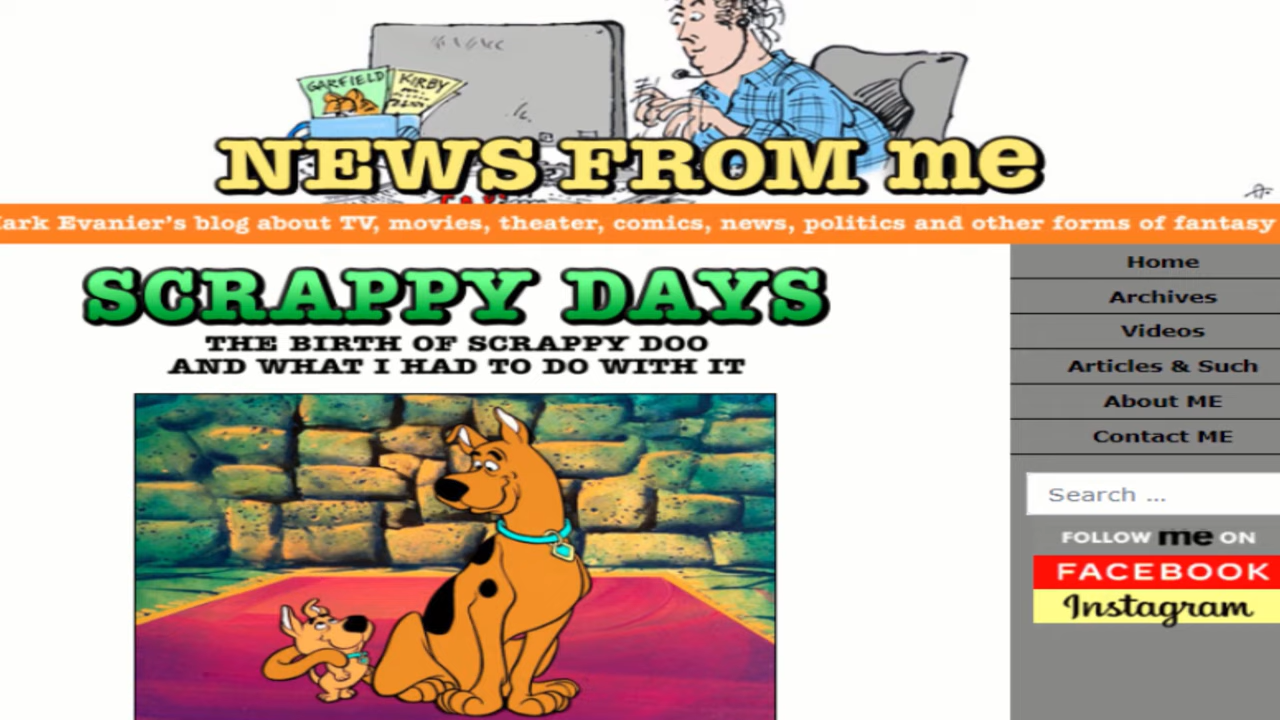 GARFIELD
KIRBY
NEWS FROM me
ark Evanier's blog about TV, movies, theater, comics, news, politics and other forms of fantasy
SCRAPPY DAYS
THE BIRTH OF SCRAPPY DOO
AND WHAT I HAD TO DO WITH IT
Home
Archives
Videos
Articles & Such
About ME
Contact ME
Search ...
FOLLOW me ON
FACEBOOK
Instagram